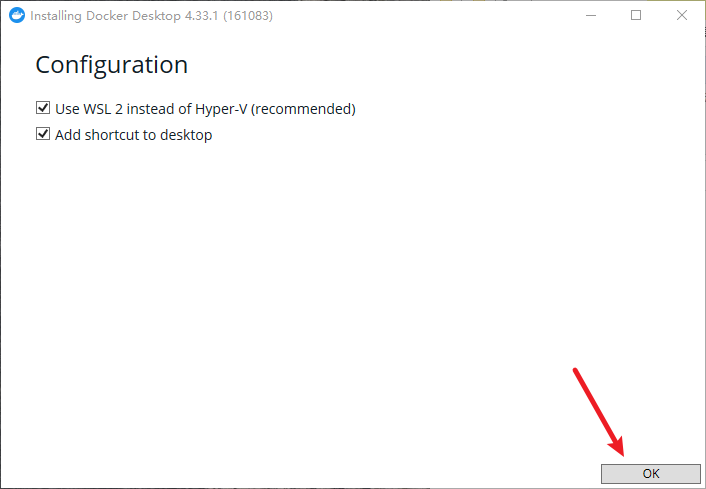 Installing Docker Desktop 4.33.1 (161083)
Configuration
Use WSL 2 instead of Hyper-V (recommended)
Add shortcut to desktop
OK